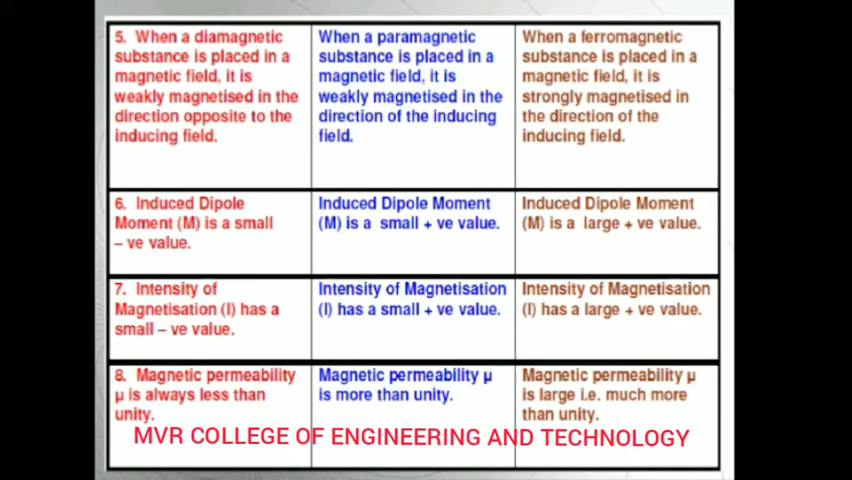 5. When a diamagnetic
substance is placed in a
magnetic field, it is
weakly magnetised in the
direction opposite to the
inducing field.
When a paramagnetic
substance is placed in a
magnetic field, it is
weakly magnetised in the
direction of the inducing
field.
When a ferromagnetic
substance is placed in a
magnetic field, it is
strongly magnetised in
the direction of the
inducing field.
6. Induced Dipole
Moment (M) is a small
– ve value.
Induced Dipole Moment
(M) is a small + ve value.
Induced Dipole Moment
(M) is a large + ve value.
7. Intensity of
Magnetisation (I) has a
small – ve value.
Intensity of Magnetisation
(I) has a small + ve value.
Intensity of Magnetisation
(I) has a large + ve value.
8. Magnetic permeability
μ is always less than
unity.
Magnetic permeability μ
is more than unity.
Magnetic permeability μ
is large i.e. much more
than unity.
MVR COLLEGE OF ENGINEERING AND TECHNOLOGY